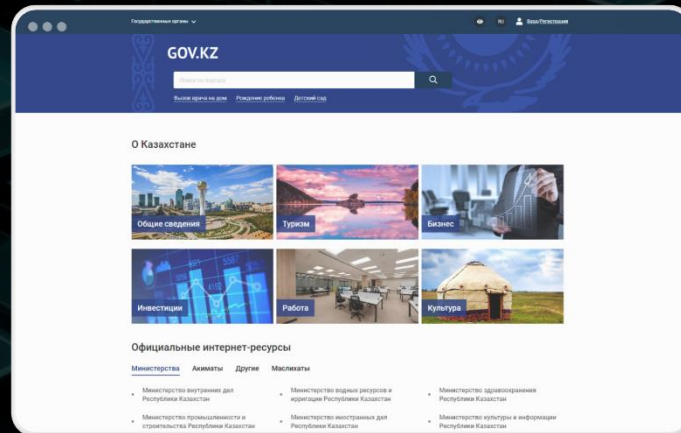 Государственные органы
RU
Вход/Регистрация
GOV.KZ
Поиск по порталу
Вызов врача на дом Рождение ребенка Детский сад
О Казахстане
Общие сведения
Туризм
Бизнес
Инвестиции
Работа
Культура
Официальные интернет-ресурсы
Министерства Акиматы Другие Маслихаты
Министерство внутренних дел
Республики Казахстан
Министерство водных ресурсов и
ирригации Республики Казахстан
Министерство здравоохранения
Республики Казахстан
Министерство промышленности и
строительства Республики Казахстан
Министерство иностранных дел
Республики Казахстан
Министерство культуры и информации
Республики Казахстан